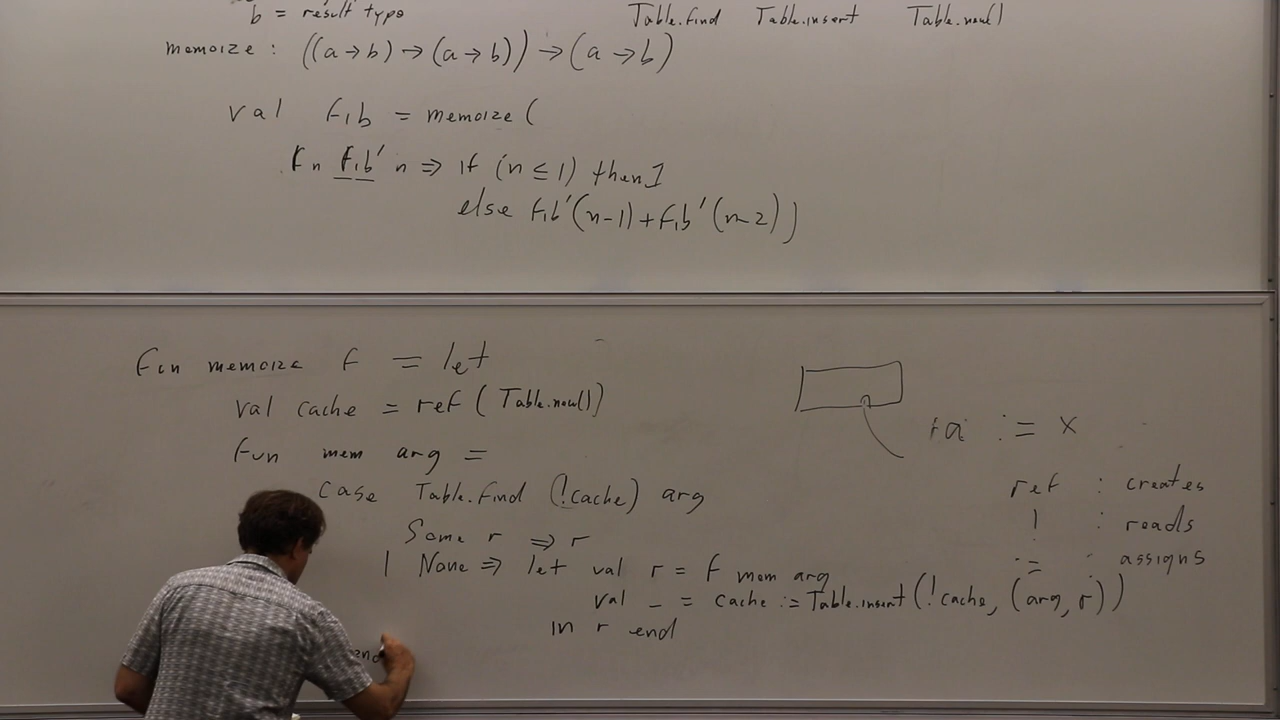 b = result type
Table.find Table.insert Table.new()
memoize : ((a → b) → (a → b)) → (a → b)
val fib = memoize (
fn fib' n ⇒ if (n ≤ 1) then 1
else fib'(n-1) + fib'(n-2))
fun memoize f = let
val cache = ref (Table.new())
fun mem arg =
case Table.find (!cache) arg
Some r ⇒ r
| None ⇒ let val r = f mem arg
val _ = cache := Table.insert (!cache, (arg, r))
in r end
end
a := x
ref : creates
! : reads
:= : assigns